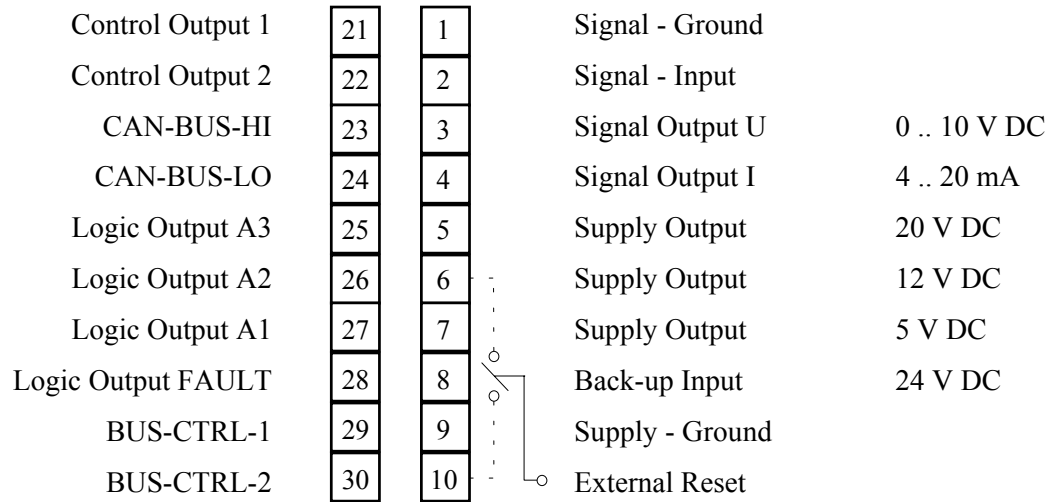 Control Output 1 21 1 Signal - Ground
Control Output 2 22 2 Signal - Input
CAN-BUS-HI 23 3 Signal Output U 0 .. 10 V DC
CAN-BUS-LO 24 4 Signal Output I 4 .. 20 mA
Logic Output A3 25 5 Supply Output 20 V DC
Logic Output A2 26 6 Supply Output 12 V DC
Logic Output A1 27 7 Supply Output 5 V DC
Logic Output FAULT 28 8 Back-up Input 24 V DC
BUS-CTRL-1 29 9 Supply - Ground
BUS-CTRL-2 30 10 External Reset